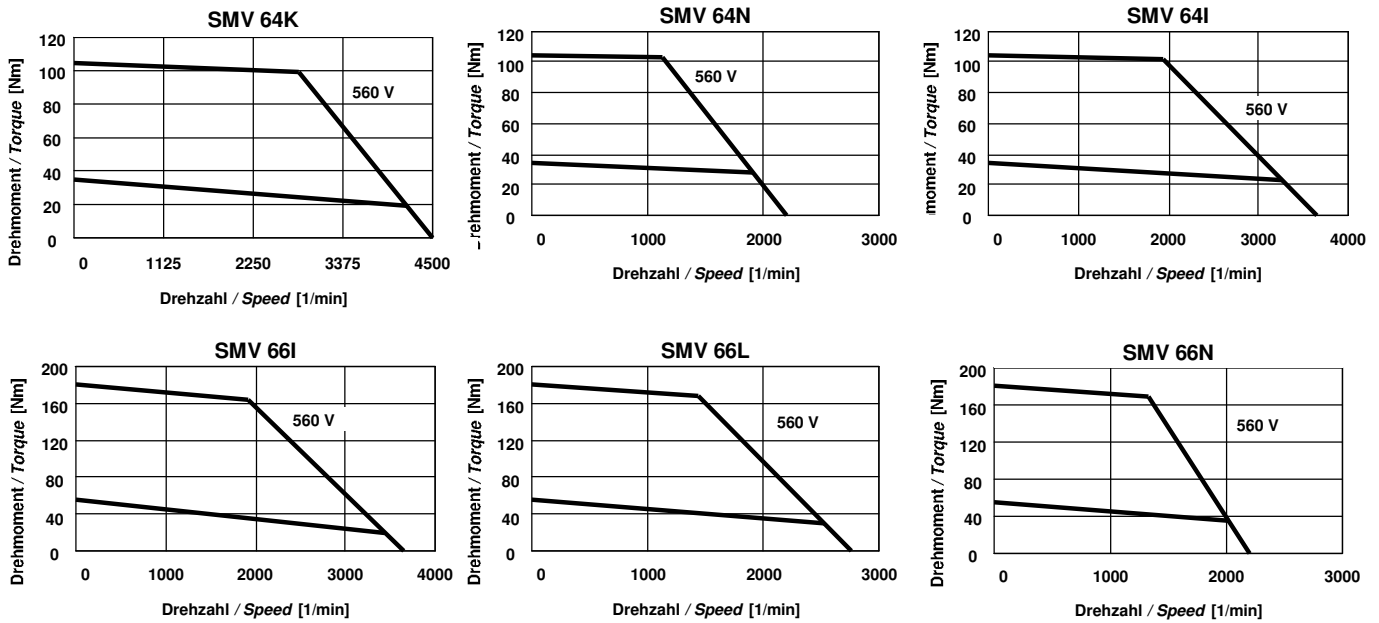 SMV 64K
Drehmoment / Torque [Nm]
120
100
80
60
40
20
0
560 V
0 1125 2250 3375 4500
Drehzahl / Speed [1/min]
SMV 64N
rehmoment / Torque [Nm]
120
100
80
60
40
20
0
560 V
0 1000 2000 3000
Drehzahl / Speed [1/min]
SMV 64I
moment / Torque [Nm]
120
100
80
60
40
20
0
560 V
0 1000 2000 3000 4000
Drehzahl / Speed [1/min]
SMV 66I
Drehmoment / Torque [Nm]
200
160
120
80
40
0
560 V
0 1000 2000 3000 4000
Drehzahl / Speed [1/min]
SMV 66L
Drehmoment / Torque [Nm]
200
160
120
80
40
0
560 V
0 1000 2000 3000
Drehzahl / Speed [1/min]
SMV 66N
Drehmoment / Torque [Nm]
200
160
120
80
40
0
560 V
0 1000 2000 3000
Drehzahl / Speed [1/min]